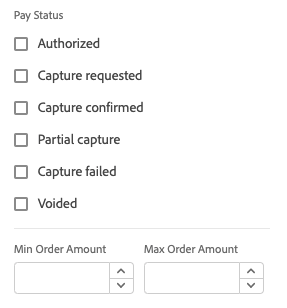 Pay Status
Authorized
Capture requested
Capture confirmed
Partial capture
Capture failed
Voided
Min Order Amount Max Order Amount